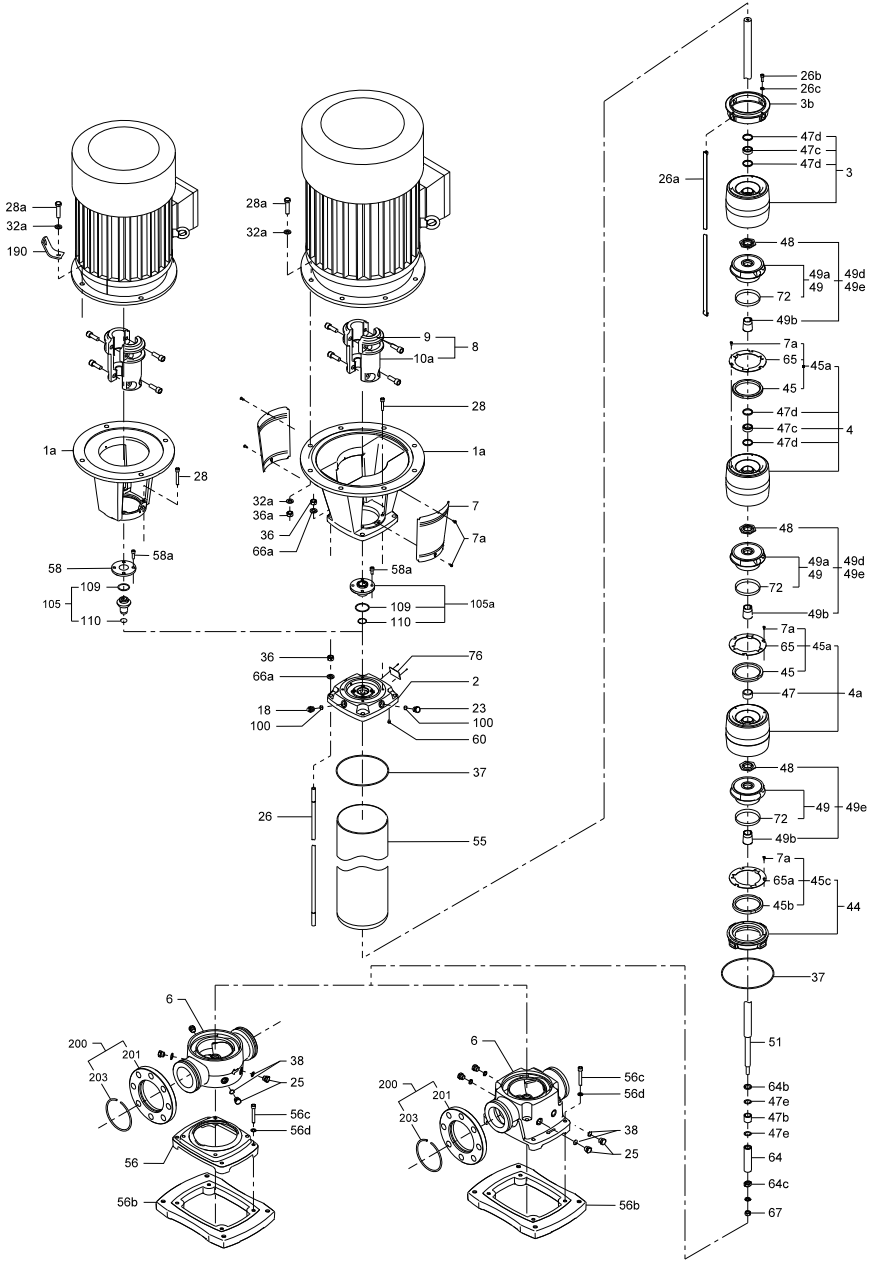 28a
32a
190
28a
32a
9
8
10a
28
1a
28
1a
32a
36a
36
66a
7
7a
58a
58
109
105
110
58a
109
105a
110
36
66a
76
2
18
100
23
100
60
37
26
55
26b
26c
3b
47d
47c
47d
3
26a
48
49a
49
49d
49e
72
49b
7a
65
45a
45
47d
47c
47d
4
48
49a
49
49d
49e
72
49b
7a
65
45a
45
47
4a
48
49
49e
72
49b
7a
65a
45c
45b
44
37
51
64b
47e
47b
47e
64
64c
67
6
200
201
203
38
25
56c
56d
56
56b
6
200
201
203
56c
56d
38
25
56b